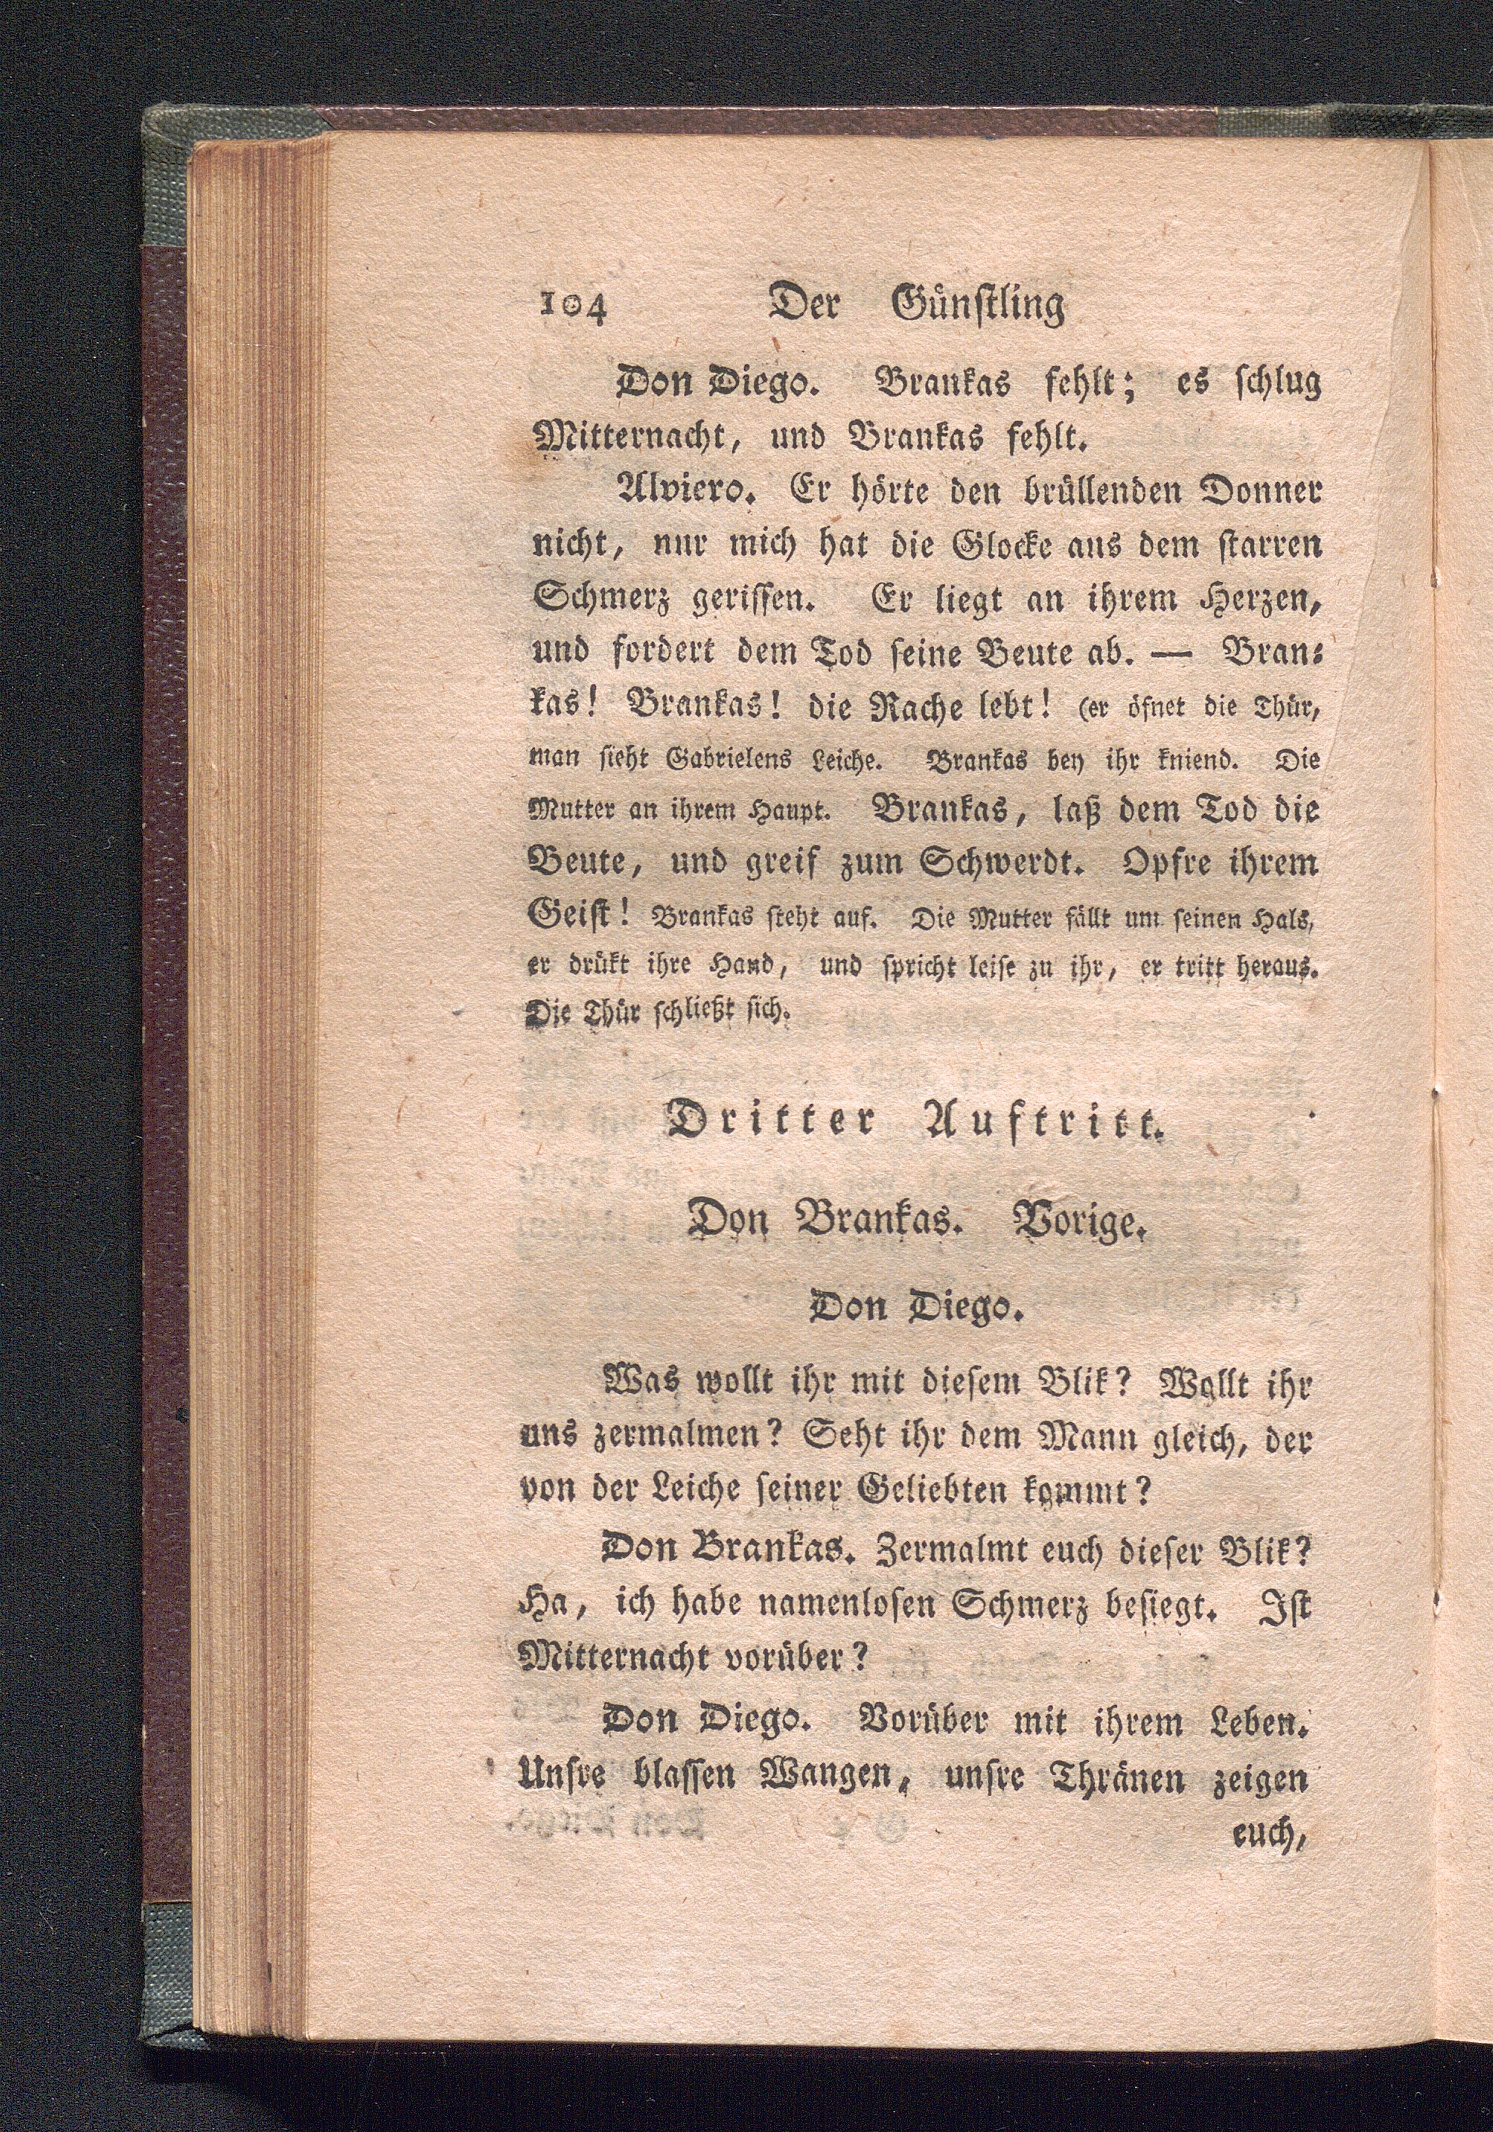 104 Der Günſtling
Don Diego. Brankas fehlt; es ſchlug
Mitternacht, und Brankas fehlt.
Alviero. Er hörte den brüllenden Donner
nicht, nur mich hat die Glocke aus dem ſtarren
Schmerz geriſſen. Er liegt an ihrem Herzen,
und fordert dem Tod ſeine Beute ab. — Bran⸗
kas! Brankas! die Rache lebt! (er öfnet die Thür,
man ſieht Gabrielens Leiche. Brankas bey ihr kniend. Die
Mutter an ihrem Haupt. Brankas, laß dem Tod die
Beute, und greif zum Schwerdt. Opfre ihrem
Geiſt! Brankas ſteht auf. Die Mutter fällt um ſeinen Hals,
er drükt ihre Hand, und ſpricht leiſe zu ihr, er tritt heraus.
Die Thür ſchließt ſich.
Dritter Auftritt.
Don Brankas. Vorige.
Don Diego.
Was wollt ihr mit dieſem Blik? Wollt ihr
uns zermalmen? Seht ihr dem Mann gleich, der
von der Leiche ſeiner Geliebten kommt?
Don Brankas. Zermalmt euch dieſer Blik?
Ha, ich habe namenloſen Schmerz beſiegt. Iſt
Mitternacht vorüber?
Don Diego. Vorüber mit ihrem Leben.
Unſre blaſſen Wangen, unſre Thränen zeigen
euch,